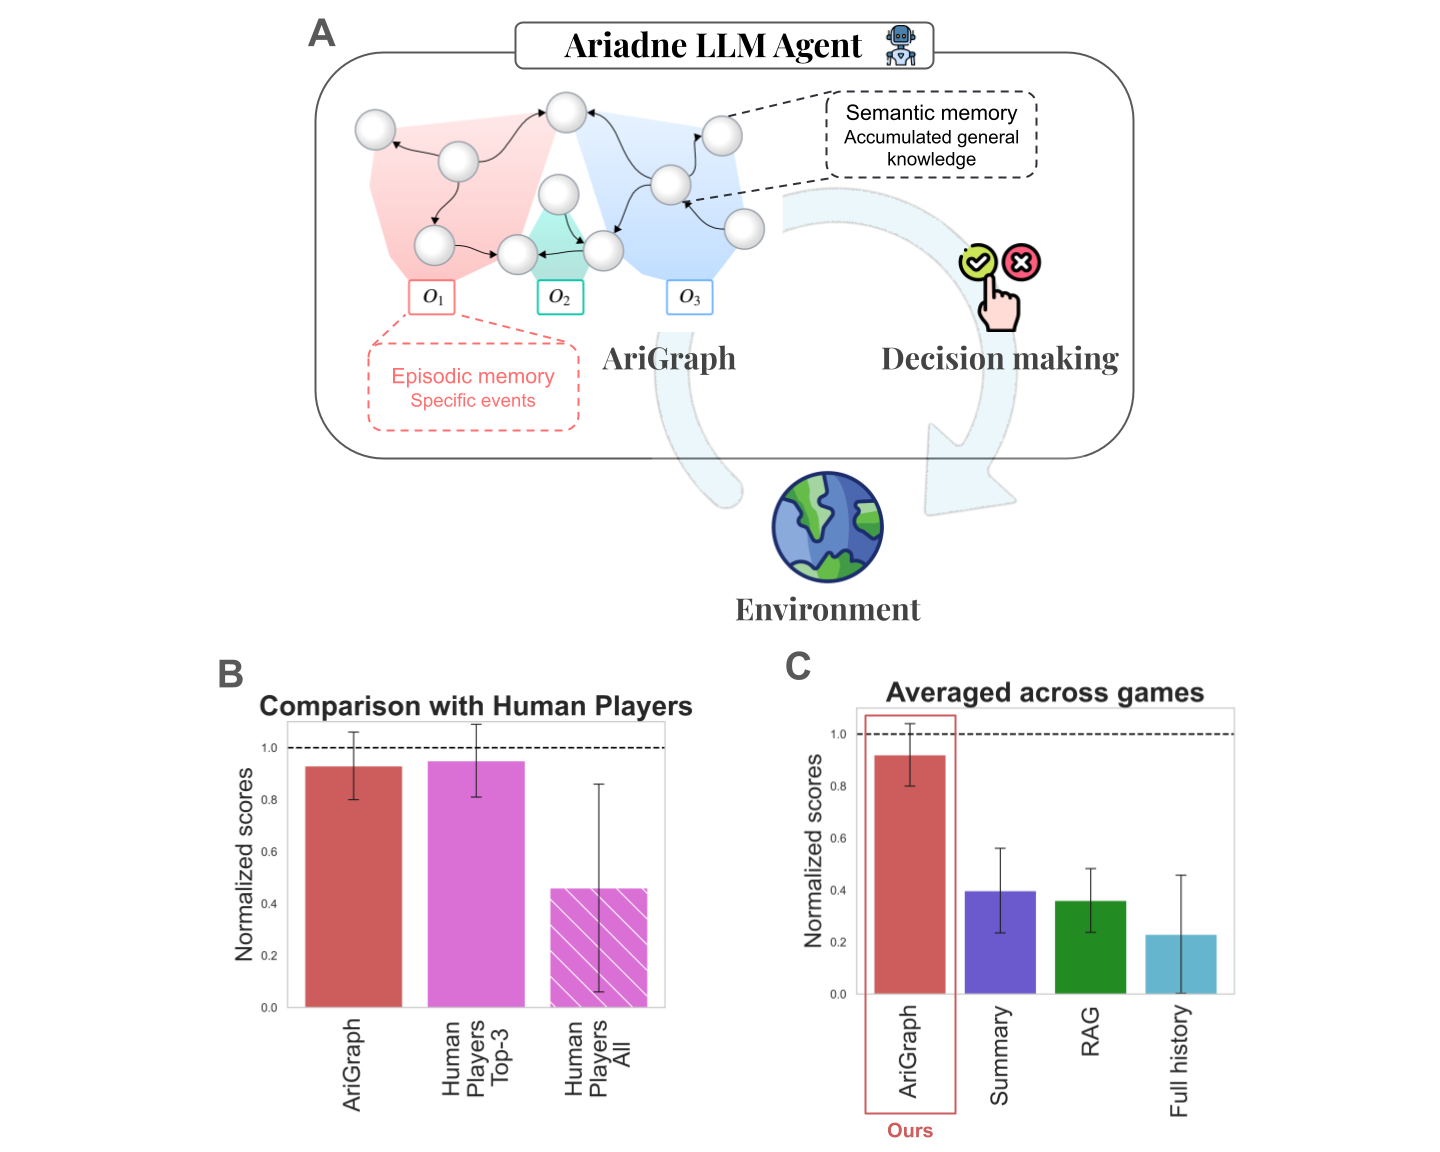 A
Ariadne LLM Agent
Semantic memory
Accumulated general
knowledge
O1
O2
O3
Episodic memory
Specific events
AriGraph
Decision making
Environment
B
Comparison with Human Players
Normalized scores
1.0
0.8
0.6
0.4
0.2
0.0
AriGraph
Human
Players
Top-3
Human
Players
All
C
Averaged across games
Normalized scores
1.0
0.8
0.6
0.4
0.2
0.0
AriGraph
Summary
RAG
Full history
Ours